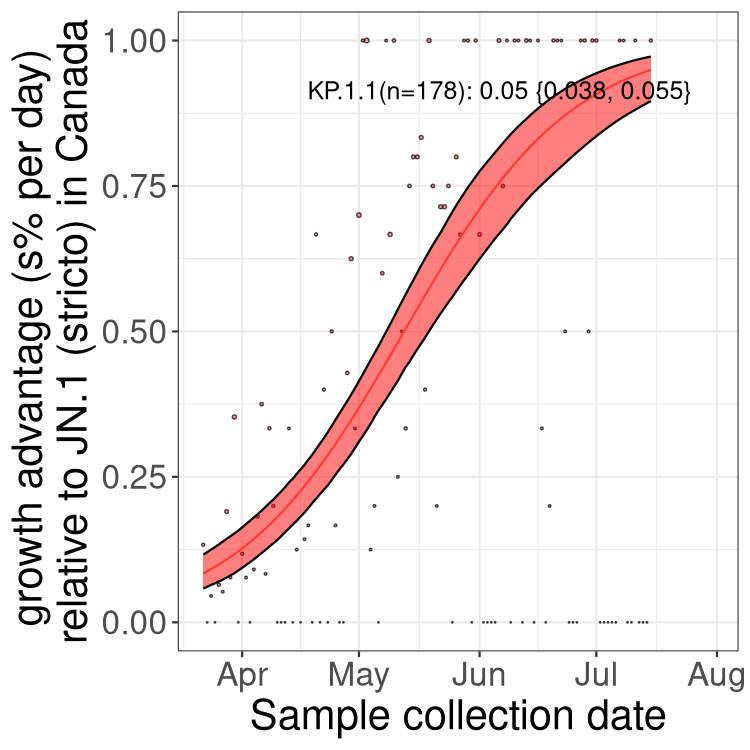 growth advantage (s% per day)
relative to JN.1 (stricto) in Canada
1.00
0.75
0.50
0.25
0.00
KP.1.1(n=178): 0.05 {0.038, 0.055}
Apr May Jun Jul Aug
Sample collection date